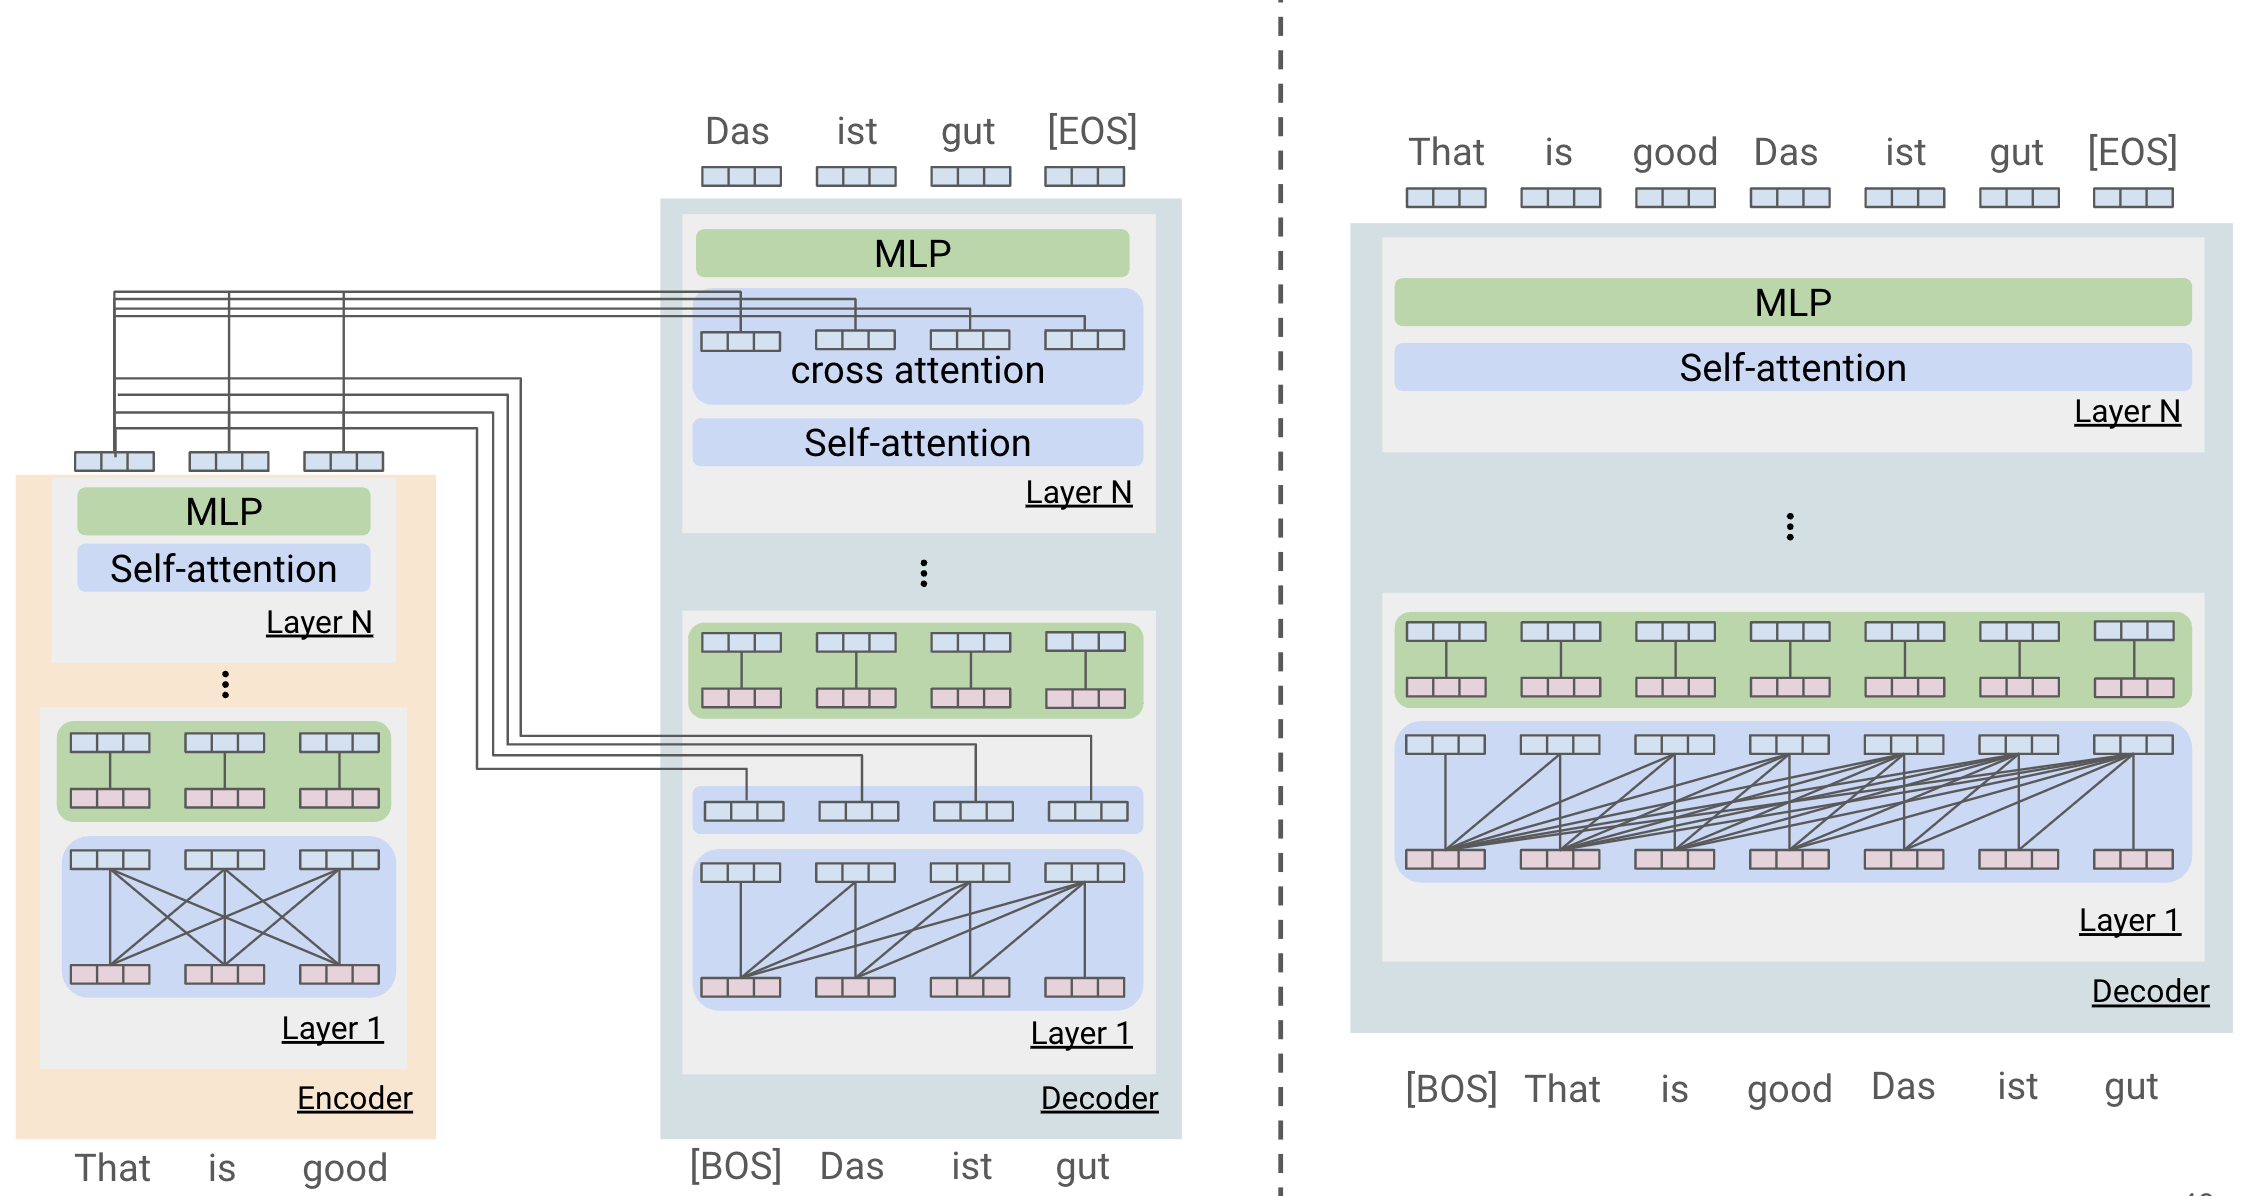 Das ist gut [EOS]
MLP
cross attention
Self-attention
Layer N
MLP
Self-attention
Layer N
Layer 1
Encoder
That is good
Layer 1
Decoder
[BOS] Das ist gut
That is good Das ist gut [EOS]
MLP
Self-attention
Layer N
Layer 1
Decoder
[BOS] That is good Das ist gut